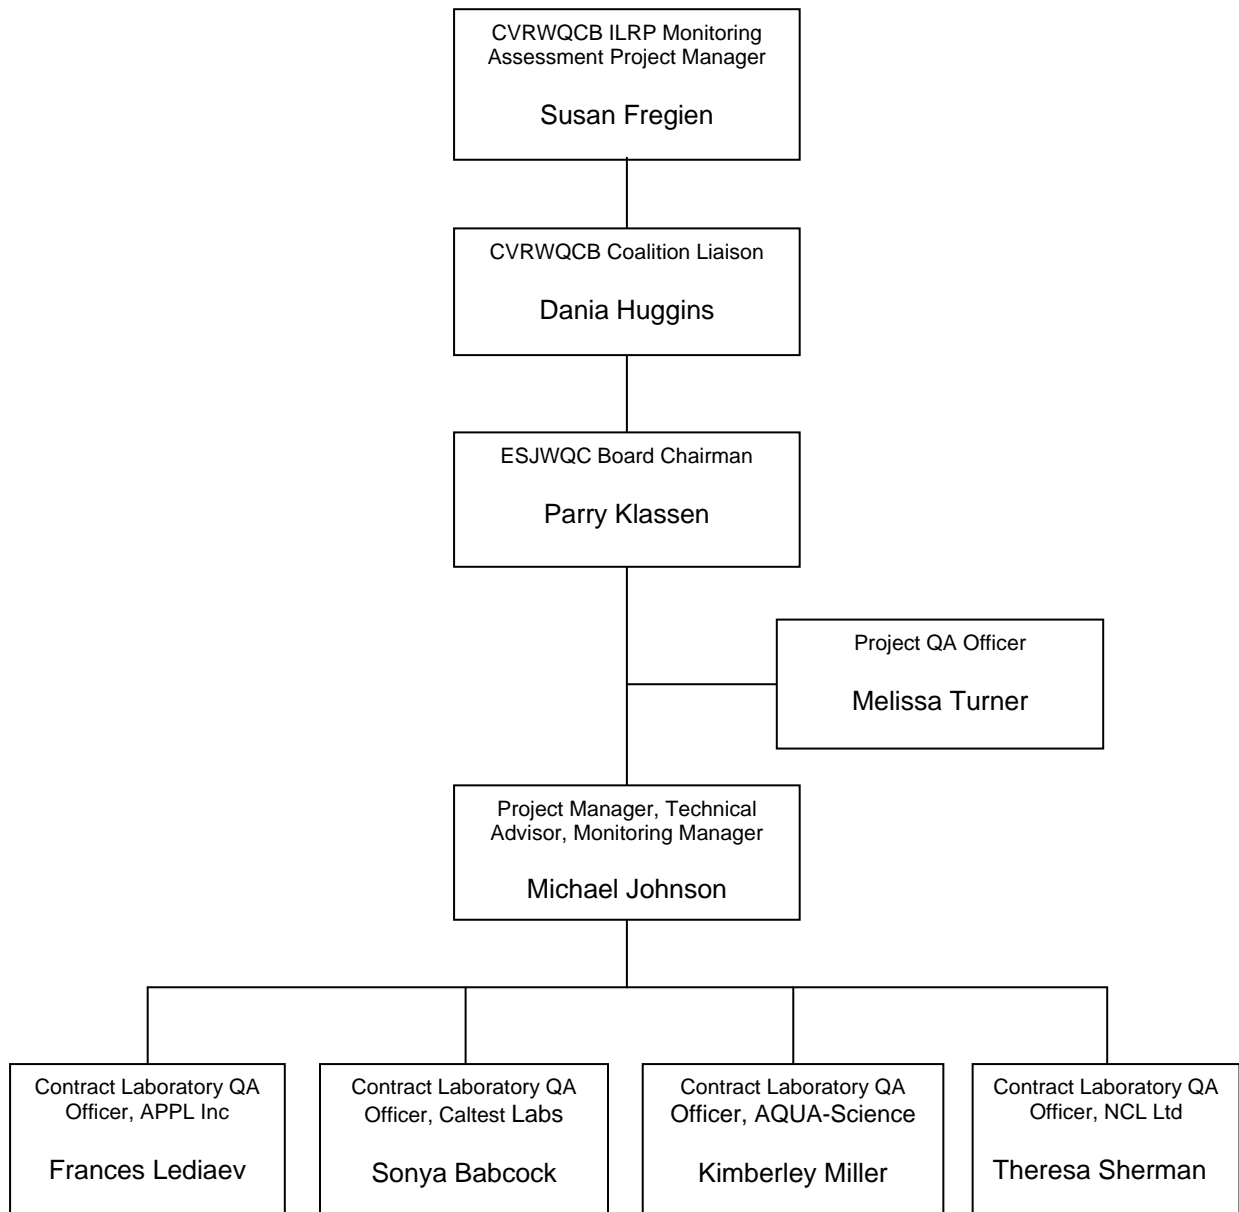 CVRWQCB ILRP Monitoring
Assessment Project Manager
Susan Fregien
CVRWQCB Coalition Liaison
Dania Huggins
ESJWQC Board Chairman
Parry Klassen
Project QA Officer
Melissa Turner
Project Manager, Technical
Advisor, Monitoring Manager
Michael Johnson
Contract Laboratory QA
Officer, APPL Inc
Frances Lediaev
Contract Laboratory QA
Officer, Caltest Labs
Sonya Babcock
Contract Laboratory QA
Officer, AQUA-Science
Kimberley Miller
Contract Laboratory QA
Officer, NCL Ltd
Theresa Sherman